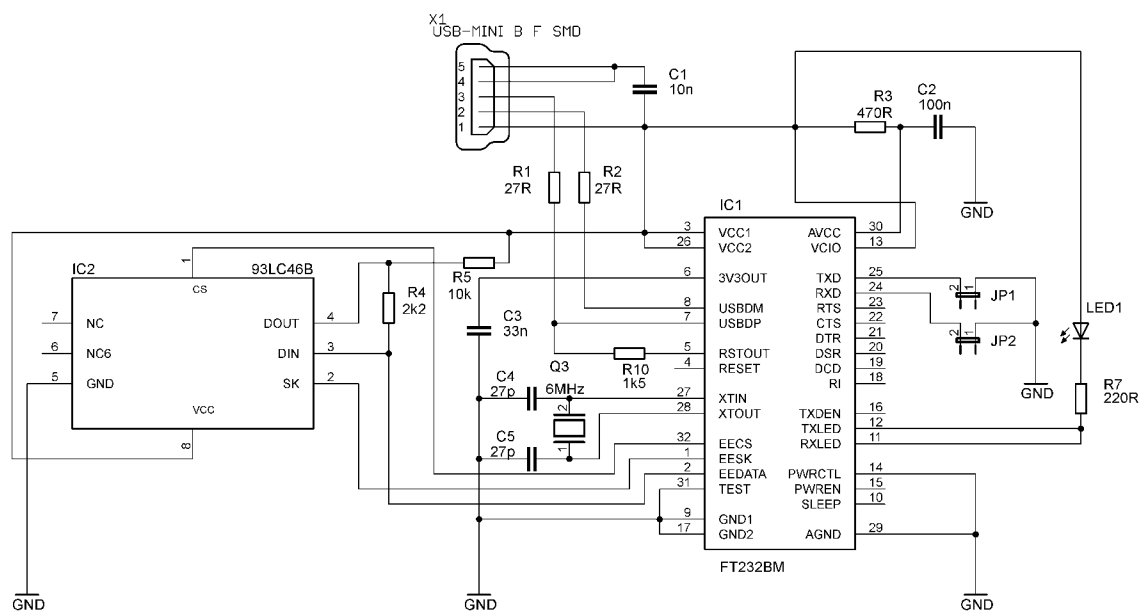 X1
USB-MINI B F SMD
5
4
3
2
1
C1
10n
R3
470R
C2
100n
GND
R1
27R
R2
27R
IC1
3 VCC1
26 VCC2
6 3V3OUT
8 USBDM
7 USBDP
5 RSTOUT
4 RESET
27 XTIN
28 XTOUT
32 EECS
1 EESK
2 EEDATA
31 TEST
9 GND1
17 GND2
AVCC 30
VCIO 13
TXD 25
RXD 24
RTS 23
CTS 22
DTR 21
DSR 20
DCD 19
RI 18
TXDEN 16
TXLED 12
RXLED 11
PWRCTL 14
PWREN 15
SLEEP 10
AGND 29
FT232BM
2 1 JP1
2 1 JP2
GND
LED1
R7
220R
IC2
93LC46B
1
CS
7 NC
6 NC6
5 GND
DOUT 4
DIN 3
SK 2
VCC
8
R5
10k
R4
2k2
C3
33n
R10
1k5
C4
27p
Q3
6MHz
2
1
C5
27p
GND
GND
GND